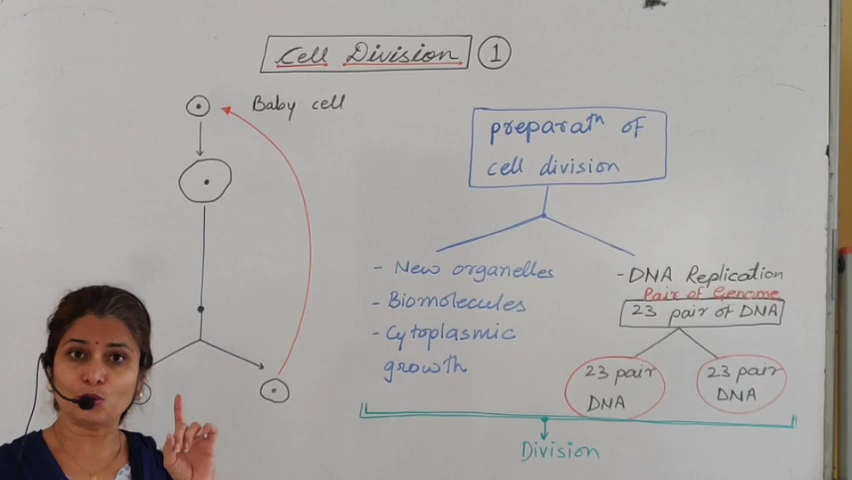 Cell Division 1
Baby cell
preparatⁿ of
cell division
- New organelles
- Biomolecules
- Cytoplasmic
growth
- DNA Replication
Pair of Genome
23 pair of DNA
23 pair
DNA
23 pair
DNA
Division